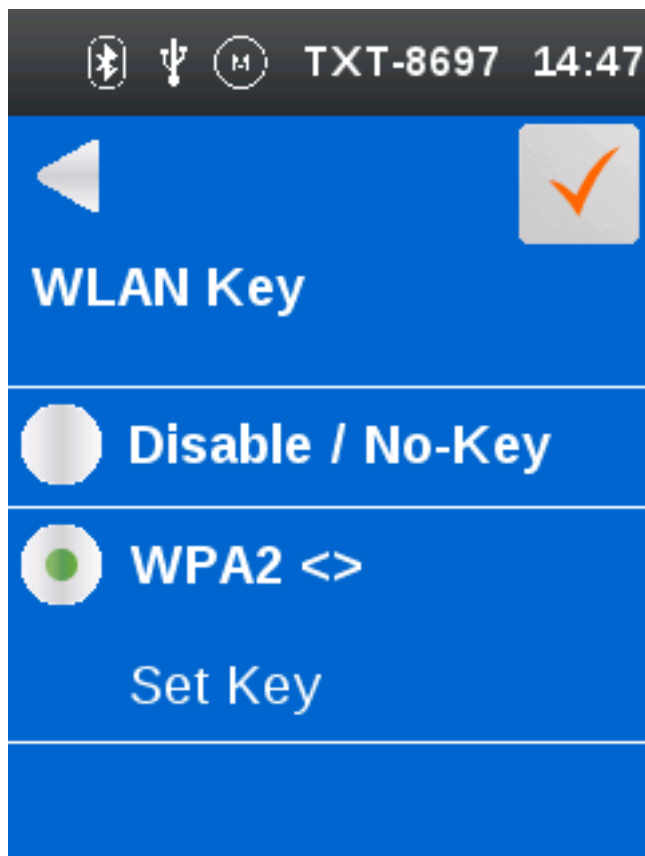 M TXT-8697 14:47
WLAN Key
Disable / No-Key
WPA2 <>
Set Key